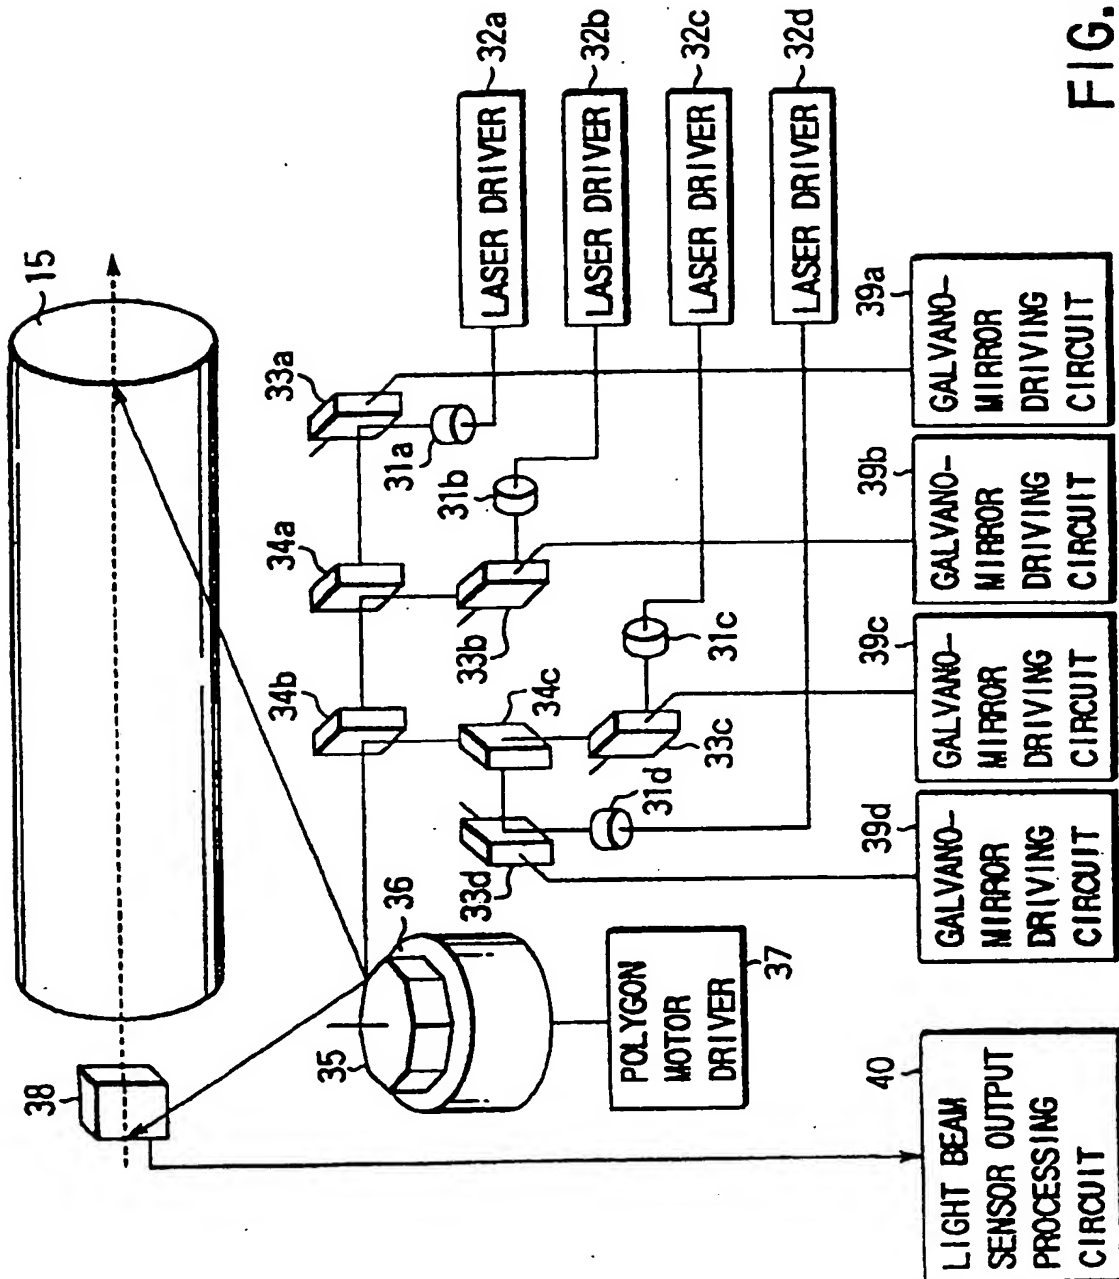 15
38
33a
34a
34b
31a
31b
33b
34c
31c
33c
31d
33d
36
35
32a
LASER DRIVER
32b
LASER DRIVER
32c
LASER DRIVER
32d
LASER DRIVER
POLYGON
MOTOR
DRIVER
37
39a
GALVANO-
MIRROR
DRIVING
CIRCUIT
39b
GALVANO-
MIRROR
DRIVING
CIRCUIT
39c
GALVANO-
MIRROR
DRIVING
CIRCUIT
39d
GALVANO-
MIRROR
DRIVING
CIRCUIT
40
LIGHT BEAM
SENSOR OUTPUT
PROCESSING
CIRCUIT
FIG.